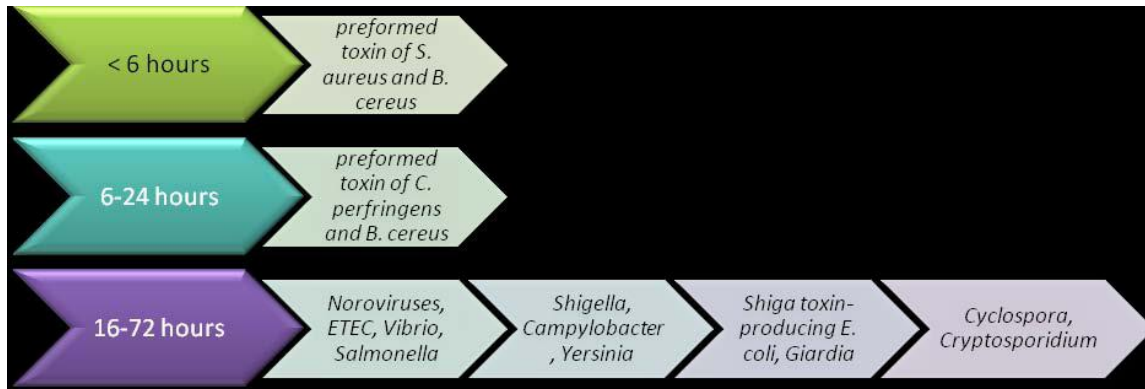 < 6 hours
preformed
toxin of S.
aureus and B.
cereus
6-24 hours
preformed
toxin of C.
perfringens
and B. cereus
16-72 hours
Noroviruses,
ETEC, Vibrio,
Salmonella
Shigella,
Campylobacter
, Yersinia
Shiga toxin-
producing E.
coli, Giardia
Cyclospora,
Cryptosporidium